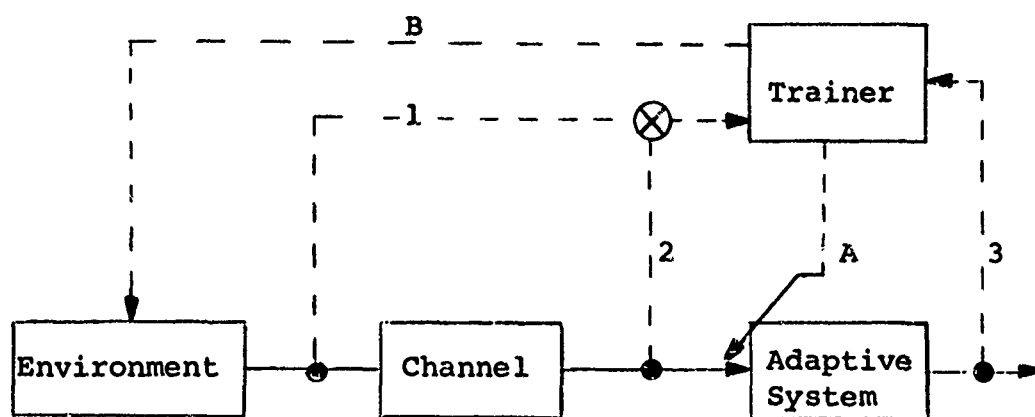 B
Trainer
1
2
A
3
Environment
Channel
Adaptive
System